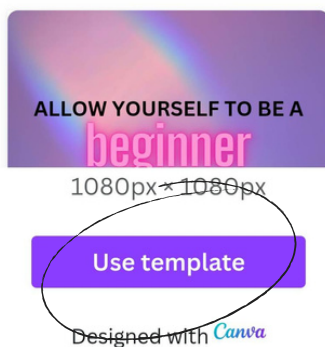 ALLOW YOURSELF TO BE A
beginner
1080px × 1080px
Use template
Designed with Canva